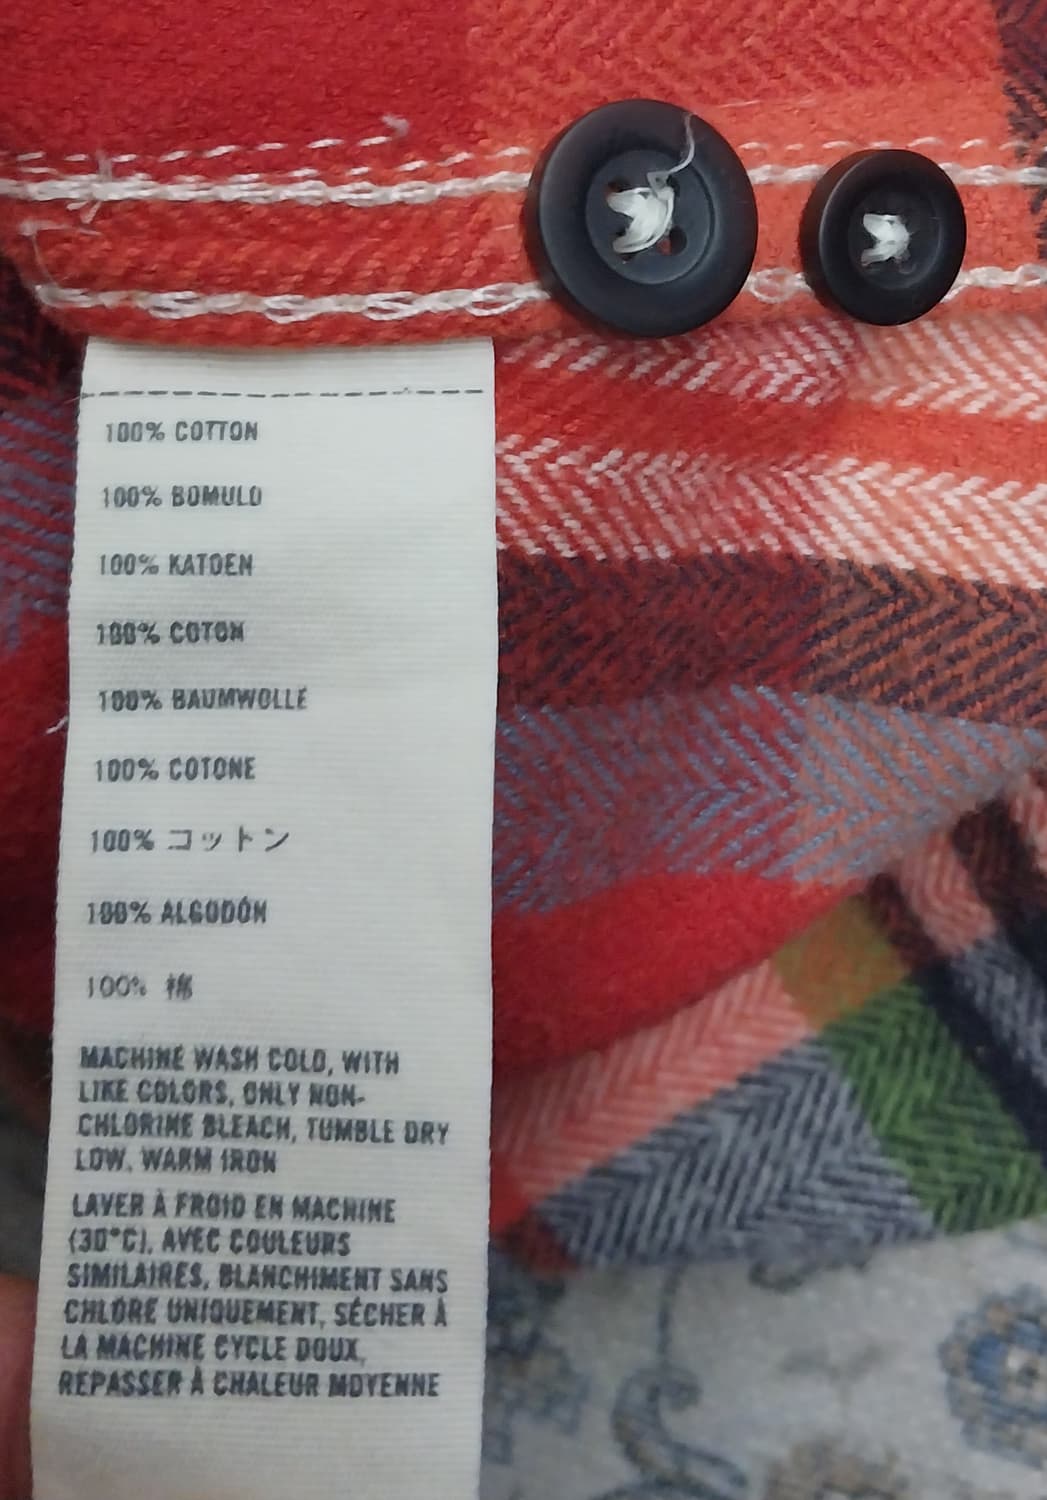 100% COTTON
100% BOMULD
100% KATOEN
100% COTON
100% BAUMWOLLE
100% COTONE
100% コットン
100% ALGODÓN
100% 棉
MACHINE WASH COLD, WITH
LIKE COLORS, ONLY NON-
CHLORINE BLEACH, TUMBLE DRY
LOW, WARM IRON
LAVER À FROID EN MACHINE
(30°C), AVEC COULEURS
SIMILAIRES, BLANCHIMENT SANS
CHLORE UNIQUEMENT, SÉCHER À
LA MACHINE CYCLE DOUX,
REPASSER À CHALEUR MOYENNE